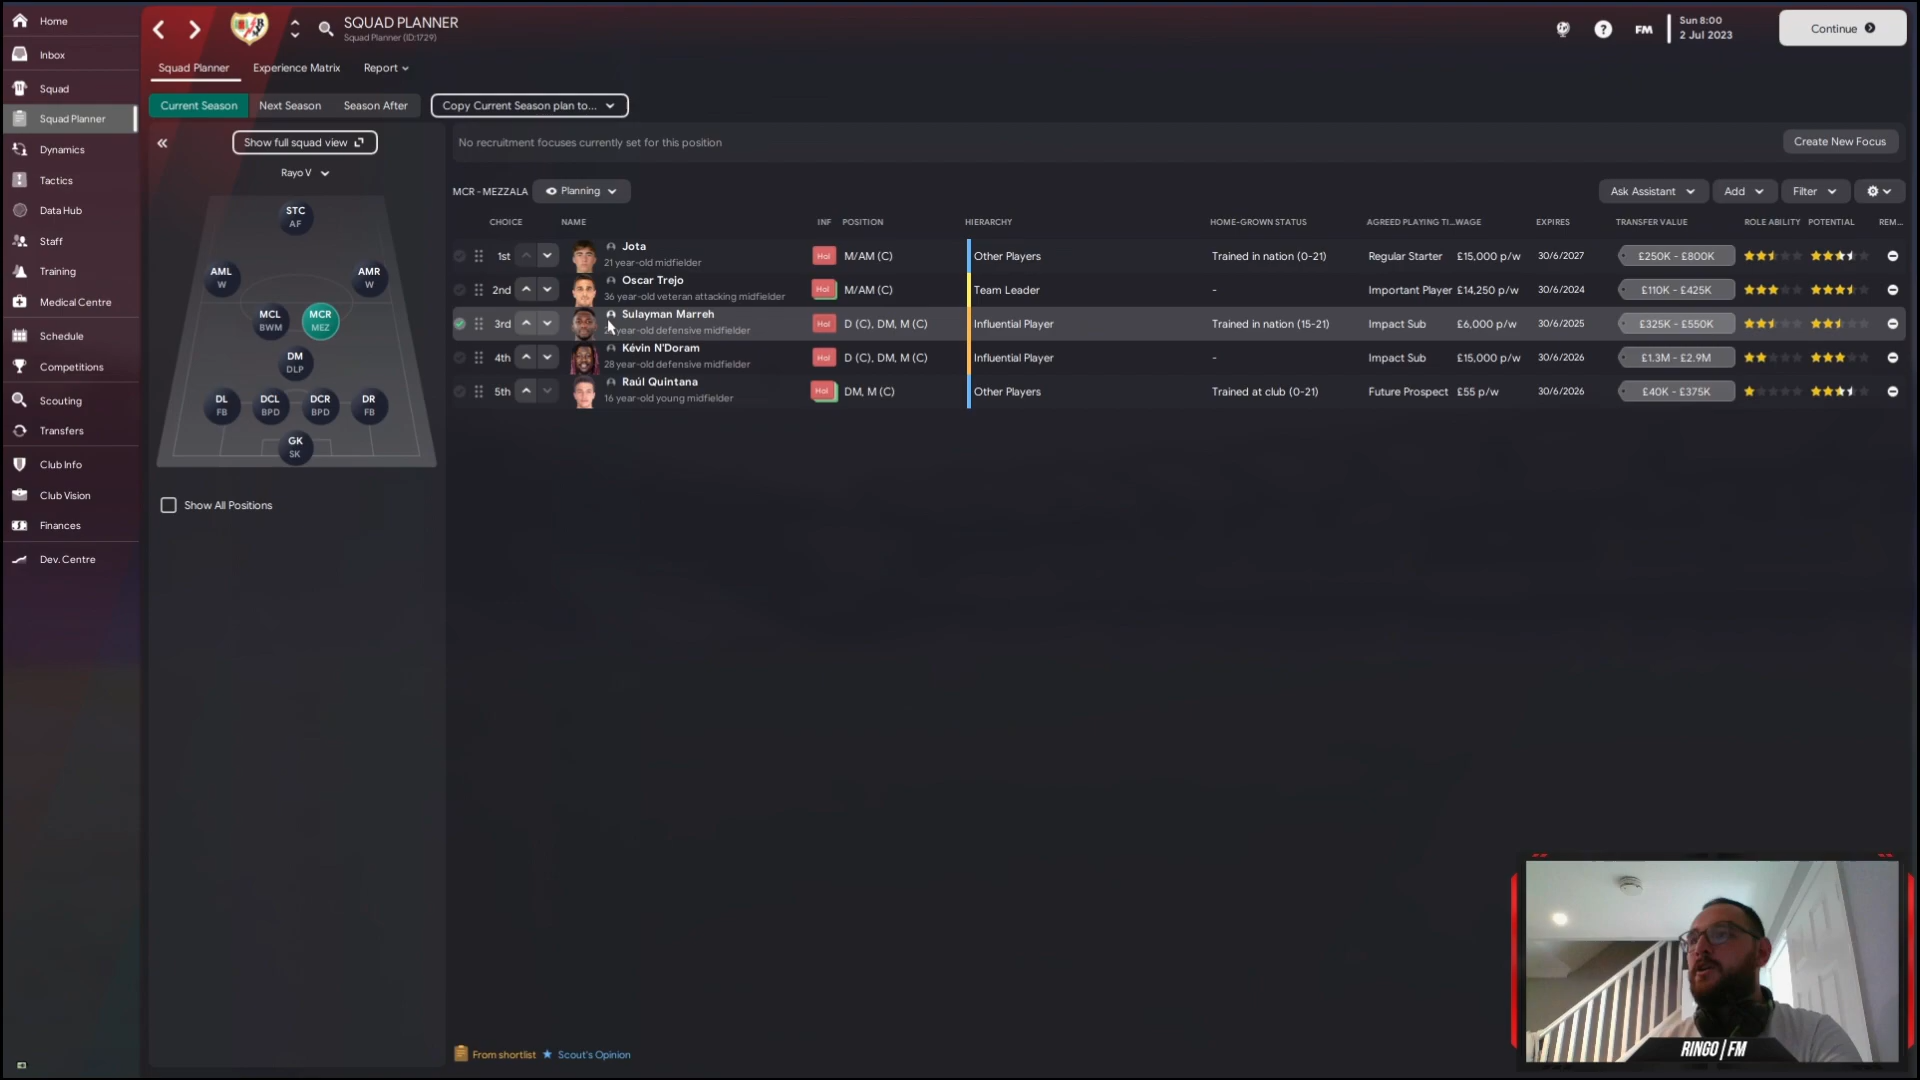 Home
Inbox
Squad
Squad Planner
Dynamics
Tactics
Data Hub
Staff
Training
Medical Centre
Schedule
Competitions
Scouting
Transfers
Club Info
Club Vision
Finances
Dev. Centre
SQUAD PLANNER
Squad Planner (ID:1729)
FM
Sun 8:00
2 Jul 2023
Continue
Squad Planner Experience Matrix Report
Current Season Next Season Season After Copy Current Season plan to...
Show full squad view
Rayo V
STC
AF
AML
W
AMR
W
MCL
BWM
MCR
MEZ
DM
DLP
DL
FB
DCL
BPD
DCR
BPD
DR
FB
GK
SK
Show All Positions
No recruitment focuses currently set for this position
Create New Focus
MCR - MEZZALA Planning Ask Assistant Add Filter
CHOICE NAME INF POSITION HIERARCHY HOME-GROWN STATUS AGREED PLAYING TI... WAGE EXPIRES TRANSFER VALUE ROLE ABILITY POTENTIAL REM...
1st Jota Hol M/AM (C) Other Players Trained in nation (0-21) Regular Starter £15,000 p/w 30/6/2027 £250K - £800K
21 year-old midfielder
2nd Oscar Trejo Hol M/AM (C) Team Leader - Important Player £14,250 p/w 30/6/2024 £110K - £425K
36 year-old veteran attacking midfielder
3rd Sulayman Marreh Hol D (C), DM, M (C) Influential Player Trained in nation (15-21) Impact Sub £6,000 p/w 30/6/2025 £325K - £550K
year-old defensive midfielder
4th Kévin N'Doram Hol D (C), DM, M (C) Influential Player - Impact Sub £15,000 p/w 30/6/2026 £1.3M - £2.9M
28 year-old defensive midfielder
5th Raúl Quintana Hol DM, M (C) Other Players Trained at club (0-21) Future Prospect £55 p/w 30/6/2026 £40K - £375K
16 year-old young midfielder
From shortlist Scout's Opinion
RINGO | FM